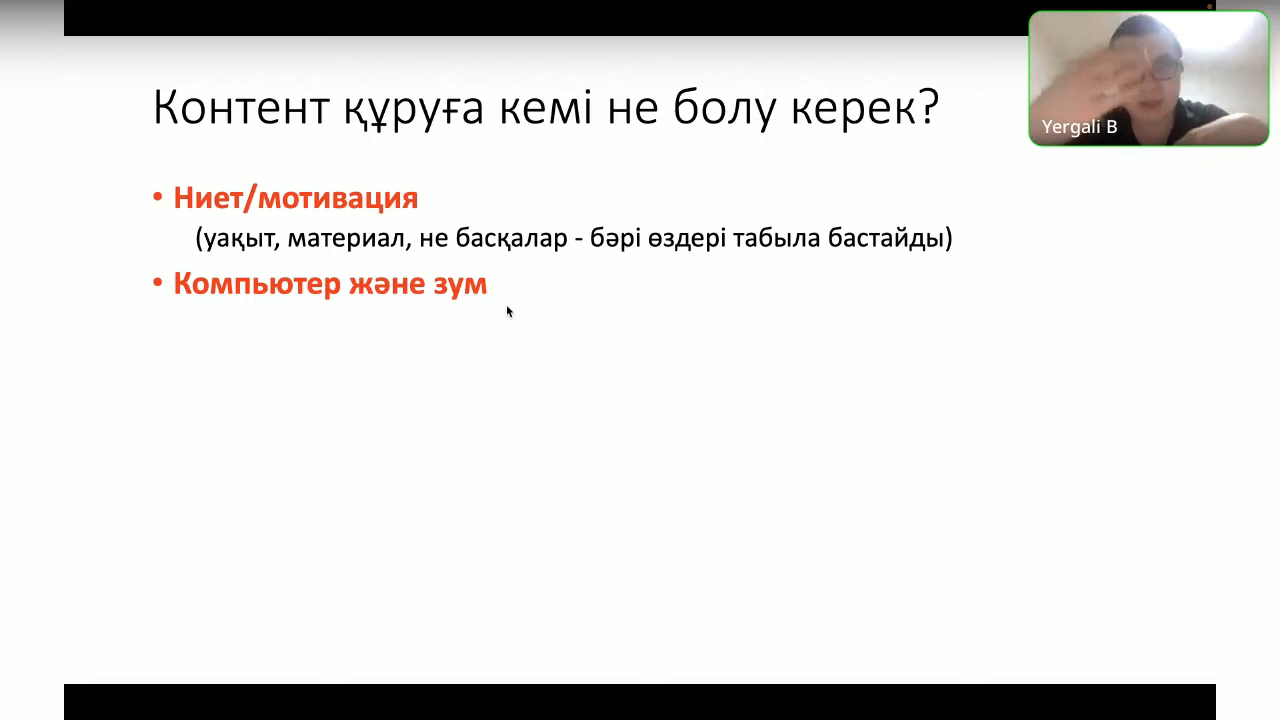 Контент құруға кемі не болу керек?
• Ниет/мотивация
(уақыт, материал, не басқалар - бәрі өздері табыла бастайды)
• Компьютер және зум
Yergali B